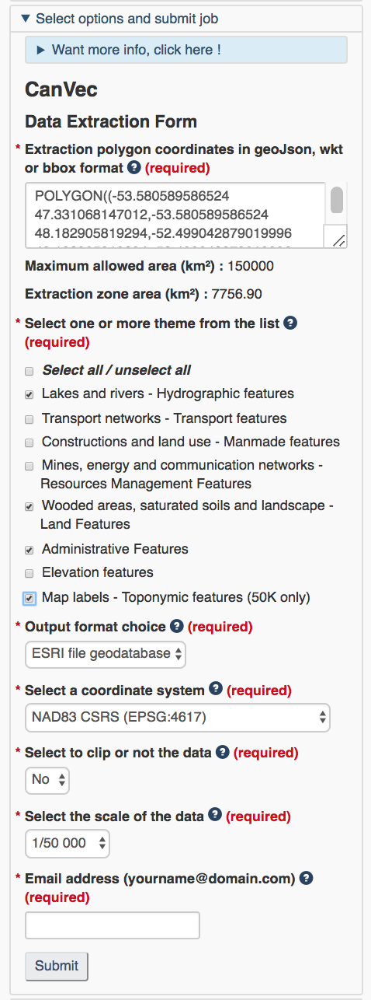 ▼ Select options and submit job
► Want more info, click here !
CanVec
Data Extraction Form
* Extraction polygon coordinates in geoJson, wkt
or bbox format ? (required)
POLYGON((-53.580589586524
47.331068147012,-53.580589586524
48.182905819294,-52.499042879019996
Maximum allowed area (km²) : 150000
Extraction zone area (km²) : 7756.90
* Select one or more theme from the list ?
(required)
Select all / unselect all
Lakes and rivers - Hydrographic features
Transport networks - Transport features
Constructions and land use - Manmade features
Mines, energy and communication networks -
Resources Management Features
Wooded areas, saturated soils and landscape -
Land Features
Administrative Features
Elevation features
Map labels - Toponymic features (50K only)
* Output format choice ? (required)
ESRI file geodatabase
* Select a coordinate system ? (required)
NAD83 CSRS (EPSG:4617)
* Select to clip or not the data ? (required)
No
* Select the scale of the data ? (required)
1/50 000
* Email address (yourname@domain.com) ?
(required)
Submit